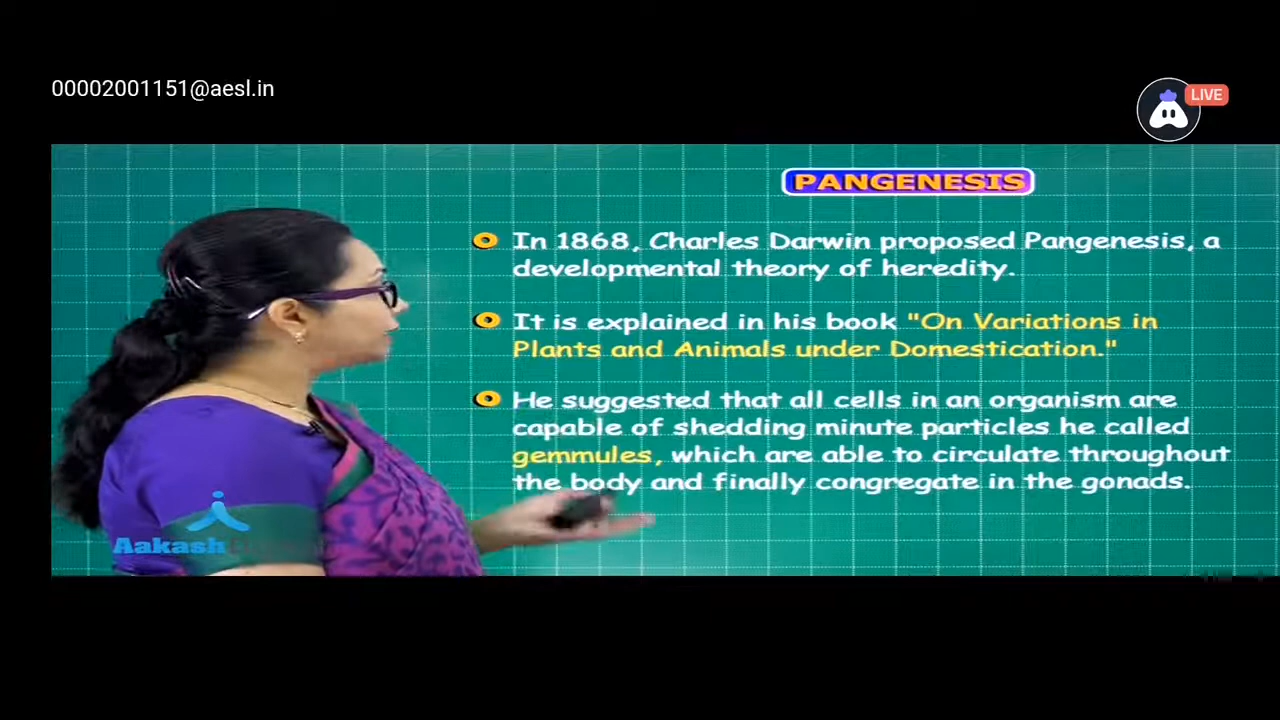 00002001151@aesl.in
LIVE
PANGENESIS
In 1868, Charles Darwin proposed Pangenesis, a
developmental theory of heredity.
It is explained in his book "On Variations in
Plants and Animals under Domestication."
He suggested that all cells in an organism are
capable of shedding minute particles he called
gemmules, which are able to circulate throughout
the body and finally congregate in the gonads.
Aakash